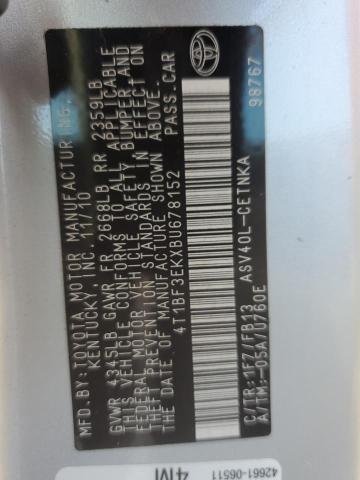 MFD.BY: TOYOTA MOTOR MANUFACTURING,
KENTUCKY, INC. 11/10
GVWR 4345LB GAWR FR 2668LB RR 2359LB
THIS VEHICLE CONFORMS TO ALL APPLICABLE
FEDERAL MOTOR VEHICLE SAFETY, BUMPER AND
THEFT PREVENTION STANDARDS IN EFFECT ON
THE DATE OF MANUFACTURE SHOWN ABOVE.
4T1BF3EKXBU678152 PASS.CAR
C/TR: 1F7/FB13 ASV40L-CETNKA
A/TM: -05A/U760E 98767
42661-06511
4M